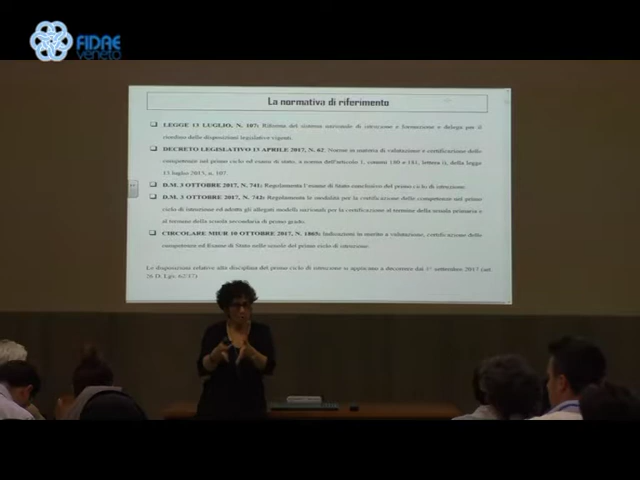 FIDAE
veneto
La normativa di riferimento
❑ LEGGE 13 LUGLIO, N. 107: Riforma del sistema nazionale di istruzione e formazione e delega per il
riordino delle disposizioni legislative vigenti.
❑ DECRETO LEGISLATIVO 13 APRILE 2017, N. 62: Norme in materia di valutazione e certificazione delle
competenze nel primo ciclo ed esame di stato, a norma dell'articolo 1, commi 180 e 181, lettera i), della legge
13 luglio 2015, n. 107.
❑ D.M. 3 OTTOBRE 2017, N. 741: Regolamenta l'esame di Stato conclusivo del primo ciclo di istruzione.
❑ D.M. 3 OTTOBRE 2017, N. 742: Regolamenta le modalità per la certificazione delle competenze nel primo
ciclo di istruzione ed adotta gli allegati modelli nazionali per la certificazione al termine della scuola primaria e
al termine della scuola secondaria di primo grado.
❑ CIRCOLARE MIUR 10 OTTOBRE 2017, N. 1865: Indicazioni in merito a valutazione, certificazione delle
competenze ed Esame di Stato nelle scuole del primo ciclo di istruzione.
Le disposizioni relative alla disciplina del primo ciclo di istruzione si applicano a decorrere dal 1° settembre 2017 (art.
26 D. Lgs. 62/17)